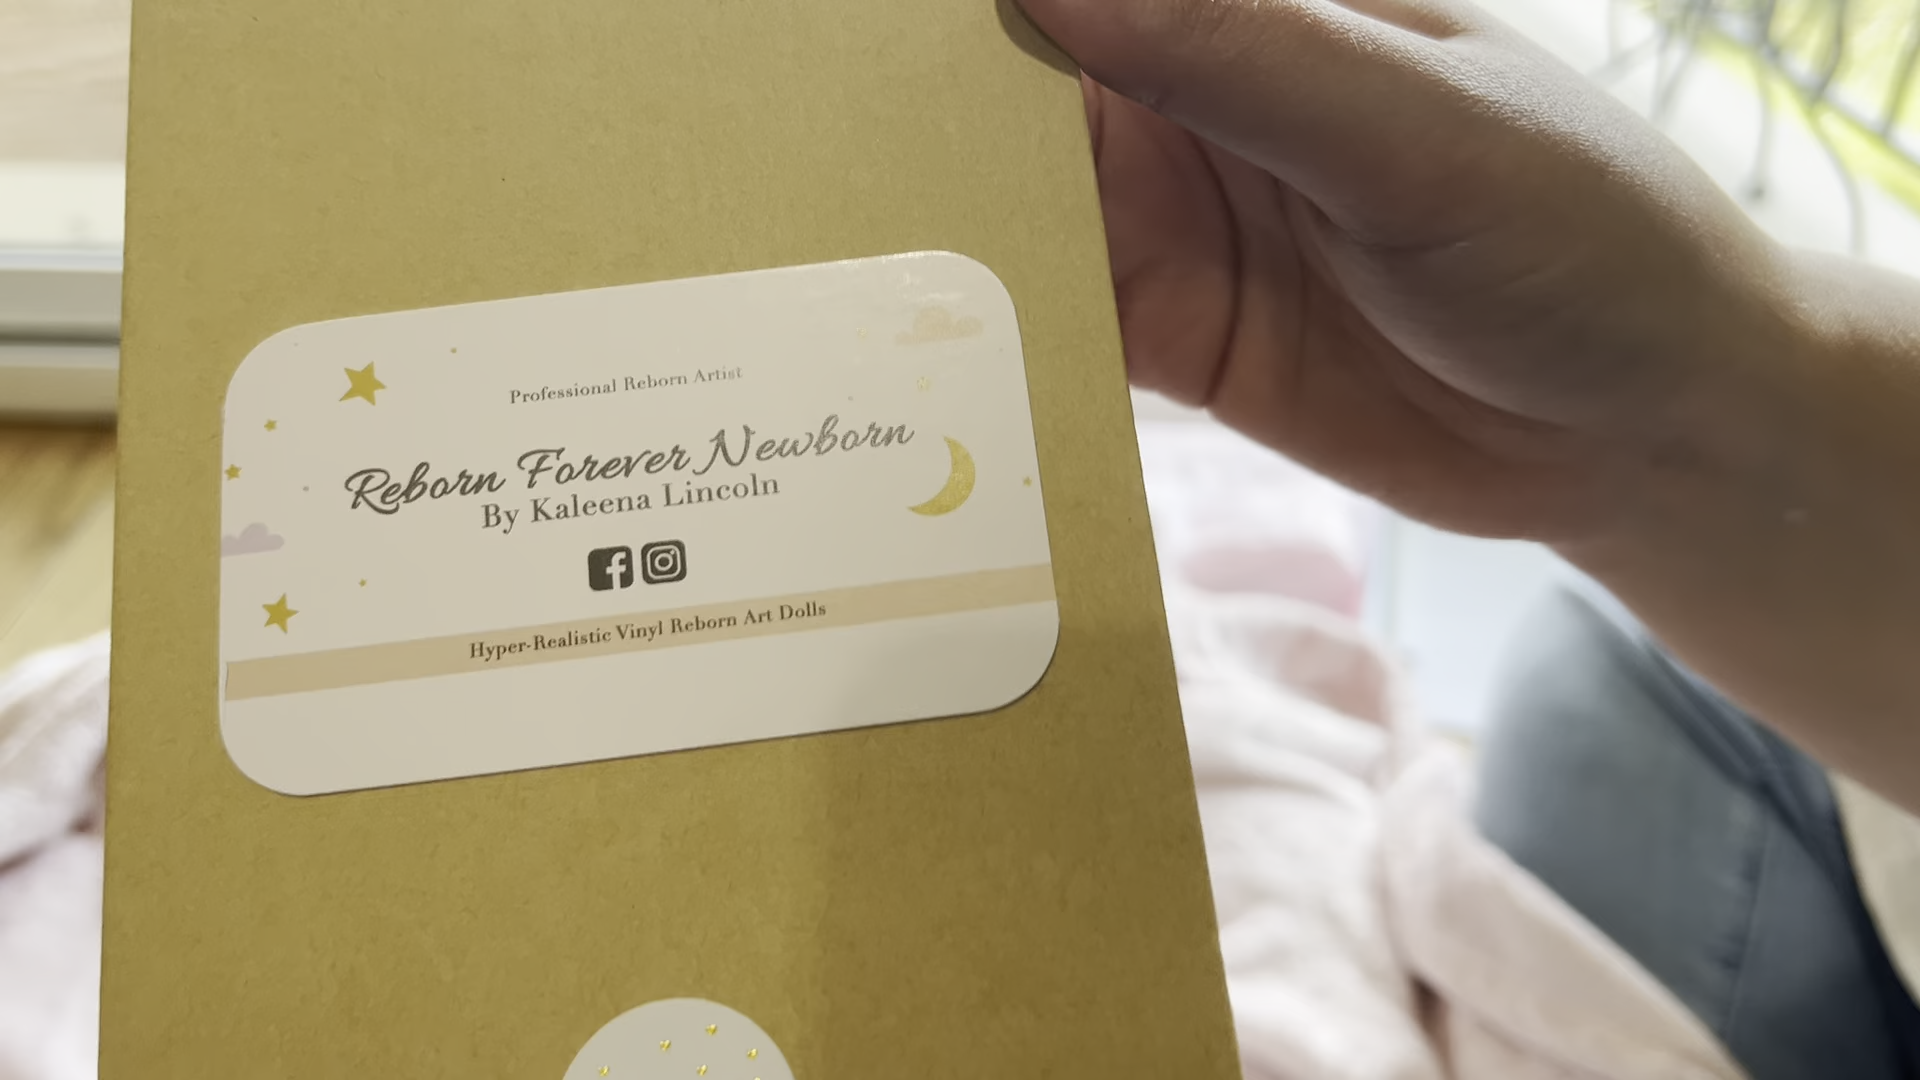 Professional Reborn Artist
Reborn Forever Newborn
By Kaleena Lincoln
Hyper-Realistic Vinyl Reborn Art Dolls